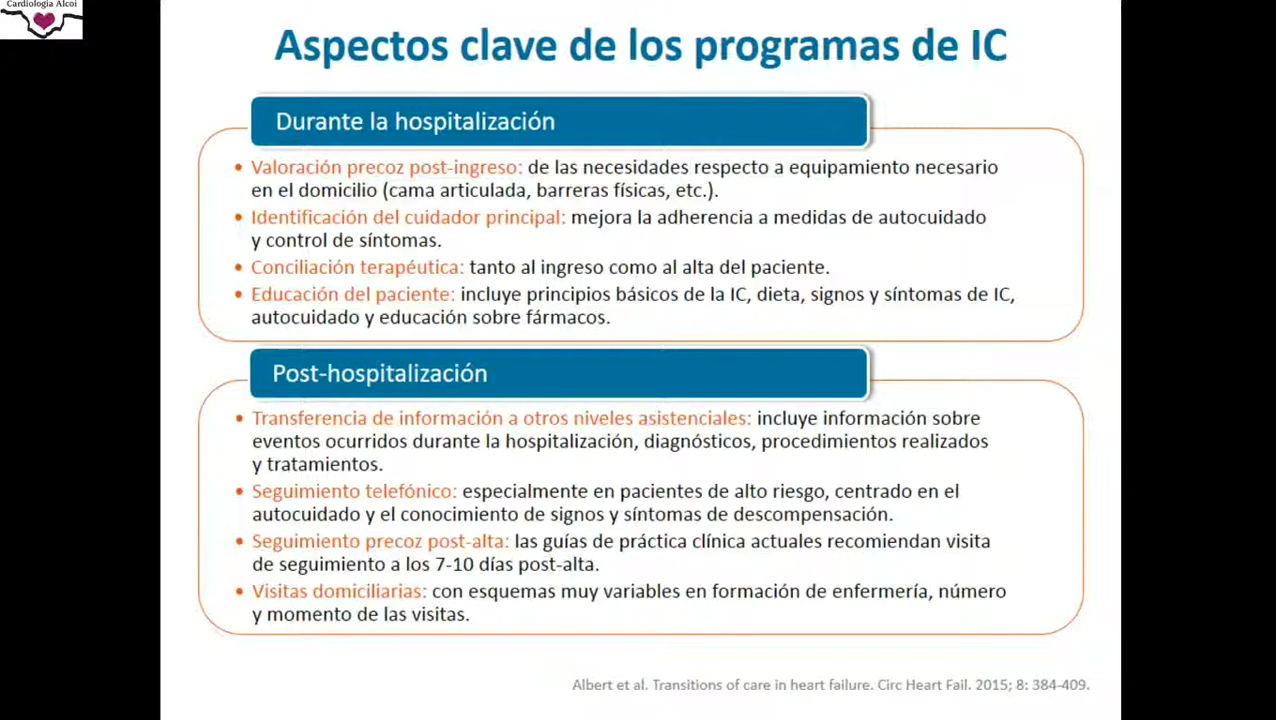 Cardiología Alcoi
Aspectos clave de los programas de IC
Durante la hospitalización
• Valoración precoz post-ingreso: de las necesidades respecto a equipamiento necesario
en el domicilio (cama articulada, barreras físicas, etc.).
• Identificación del cuidador principal: mejora la adherencia a medidas de autocuidado
y control de síntomas.
• Conciliación terapéutica: tanto al ingreso como al alta del paciente.
• Educación del paciente: incluye principios básicos de la IC, dieta, signos y síntomas de IC,
autocuidado y educación sobre fármacos.
Post-hospitalización
• Transferencia de información a otros niveles asistenciales: incluye información sobre
eventos ocurridos durante la hospitalización, diagnósticos, procedimientos realizados
y tratamientos.
• Seguimiento telefónico: especialmente en pacientes de alto riesgo, centrado en el
autocuidado y el conocimiento de signos y síntomas de descompensación.
• Seguimiento precoz post-alta: las guías de práctica clínica actuales recomiendan visita
de seguimiento a los 7-10 días post-alta.
• Visitas domiciliarias: con esquemas muy variables en formación de enfermería, número
y momento de las visitas.
Albert et al. Transitions of care in heart failure. Circ Heart Fail. 2015; 8: 384-409.